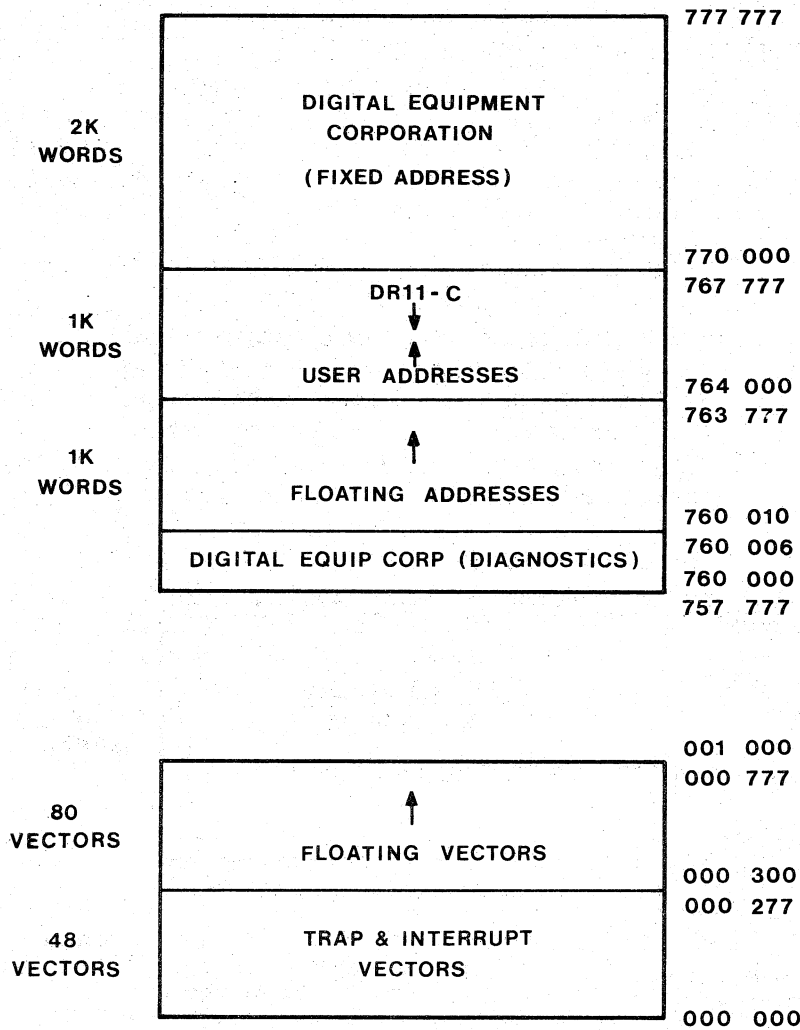 777 777
DIGITAL EQUIPMENT
CORPORATION
(FIXED ADDRESS)
2K
WORDS
770 000
767 777
DR11-C
1K
WORDS
USER ADDRESSES
764 000
763 777
1K
WORDS
FLOATING ADDRESSES
760 010
760 006
DIGITAL EQUIP CORP (DIAGNOSTICS)
760 000
757 777
001 000
000 777
80
VECTORS
FLOATING VECTORS
000 300
000 277
48
VECTORS
TRAP & INTERRUPT
VECTORS
000 000